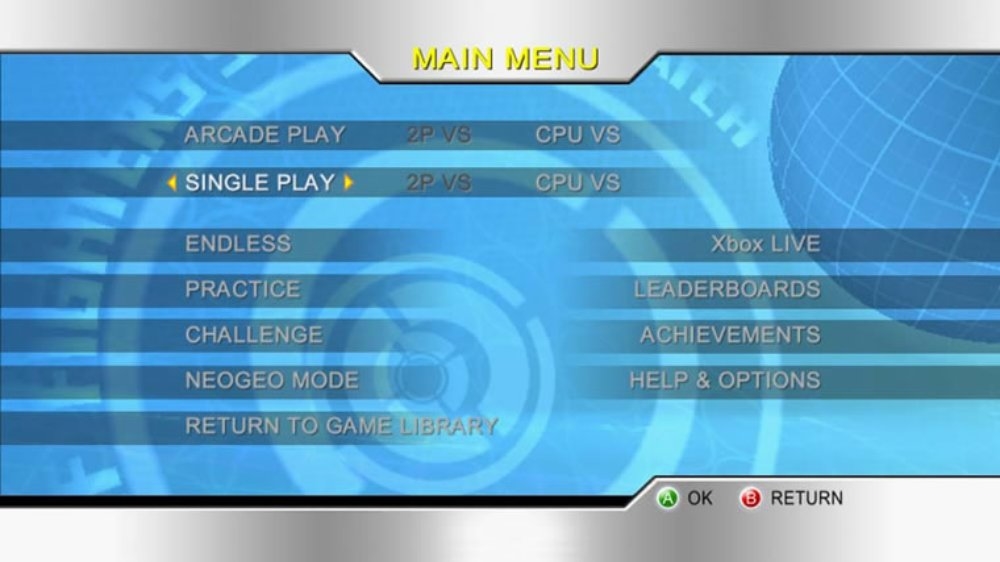 MAIN MENU
ARCADE PLAY 2P VS CPU VS
SINGLE PLAY 2P VS CPU VS
ENDLESS Xbox LIVE
PRACTICE LEADERBOARDS
CHALLENGE ACHIEVEMENTS
NEOGEO MODE HELP & OPTIONS
RETURN TO GAME LIBRARY
A OK B RETURN